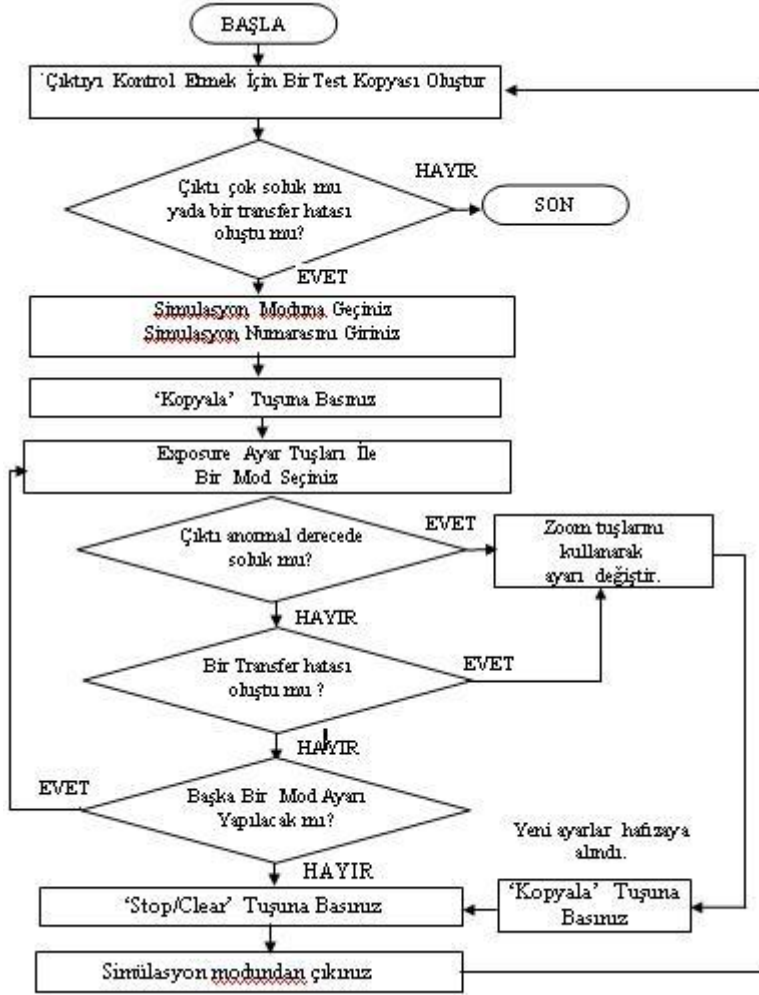 BAŞLA
Çıktıyı Kontrol Etmek İçin Bir Test Kopyası Oluştur
Çıktı çok soluk mu
yada bir transfer hatası
oluştu mu?
HAYIR
SON
EVET
Simulasyon Moduna Geçiniz
Simulasyon Numarasını Giriniz
‘Kopyala’ Tuşuna Basınız
Exposure Ayar Tuşları İle
Bir Mod Seçiniz
Çıktı anormal derecede
soluk mu?
EVET
Zoom tuşlarını
kullanarak
ayarı değiştir.
HAYIR
Bir Transfer hatası
oluştu mu ?
EVET
HAYIR
EVET
Başka Bir Mod Ayarı
Yapılacak mı?
Yeni ayarlar hafızaya
alındı.
HAYIR
‘Stop/Clear’ Tuşuna Basınız
‘Kopyala’ Tuşuna
Basınız
Simülasyon modundan çıkınız